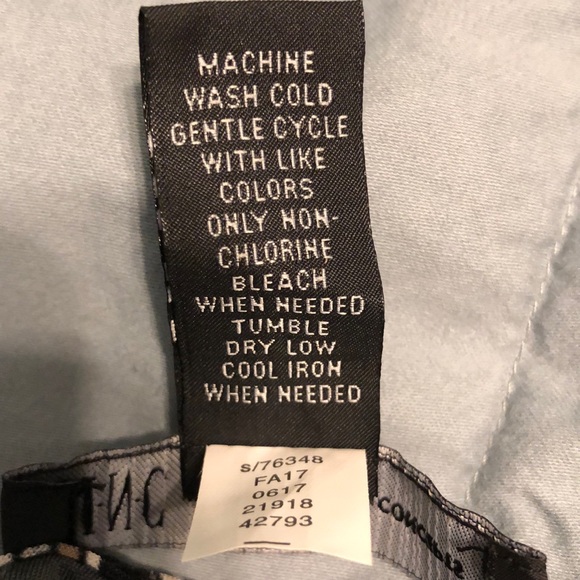 MACHINE
WASH COLD
GENTLE CYCLE
WITH LIKE
COLORS
ONLY NON-
CHLORINE
BLEACH
WHEN NEEDED
TUMBLE
DRY LOW
COOL IRON
WHEN NEEDED
S/76348
FA17
0617
21918
42793
I·N·C